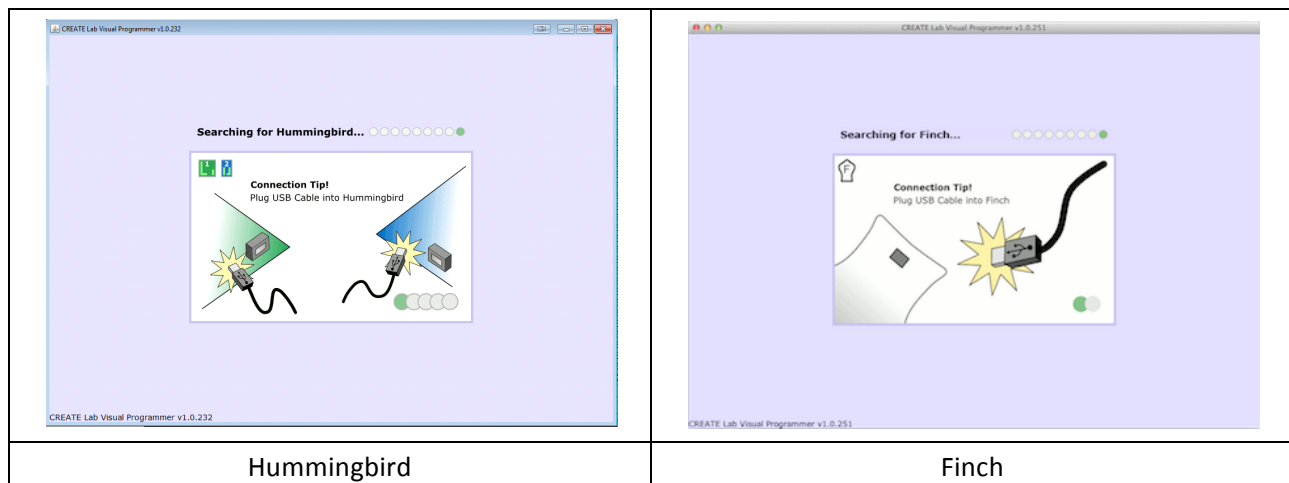 CREATE Lab Visual Programmer v1.0.232
Searching for Hummingbird...
1 2
Connection Tip!
Plug USB Cable into Hummingbird
CREATE Lab Visual Programmer v1.0.232
Hummingbird
CREATE Lab Visual Programmer v1.0.251
Searching for Finch...
F
Connection Tip!
Plug USB Cable into Finch
CREATE Lab Visual Programmer v1.0.251
Finch